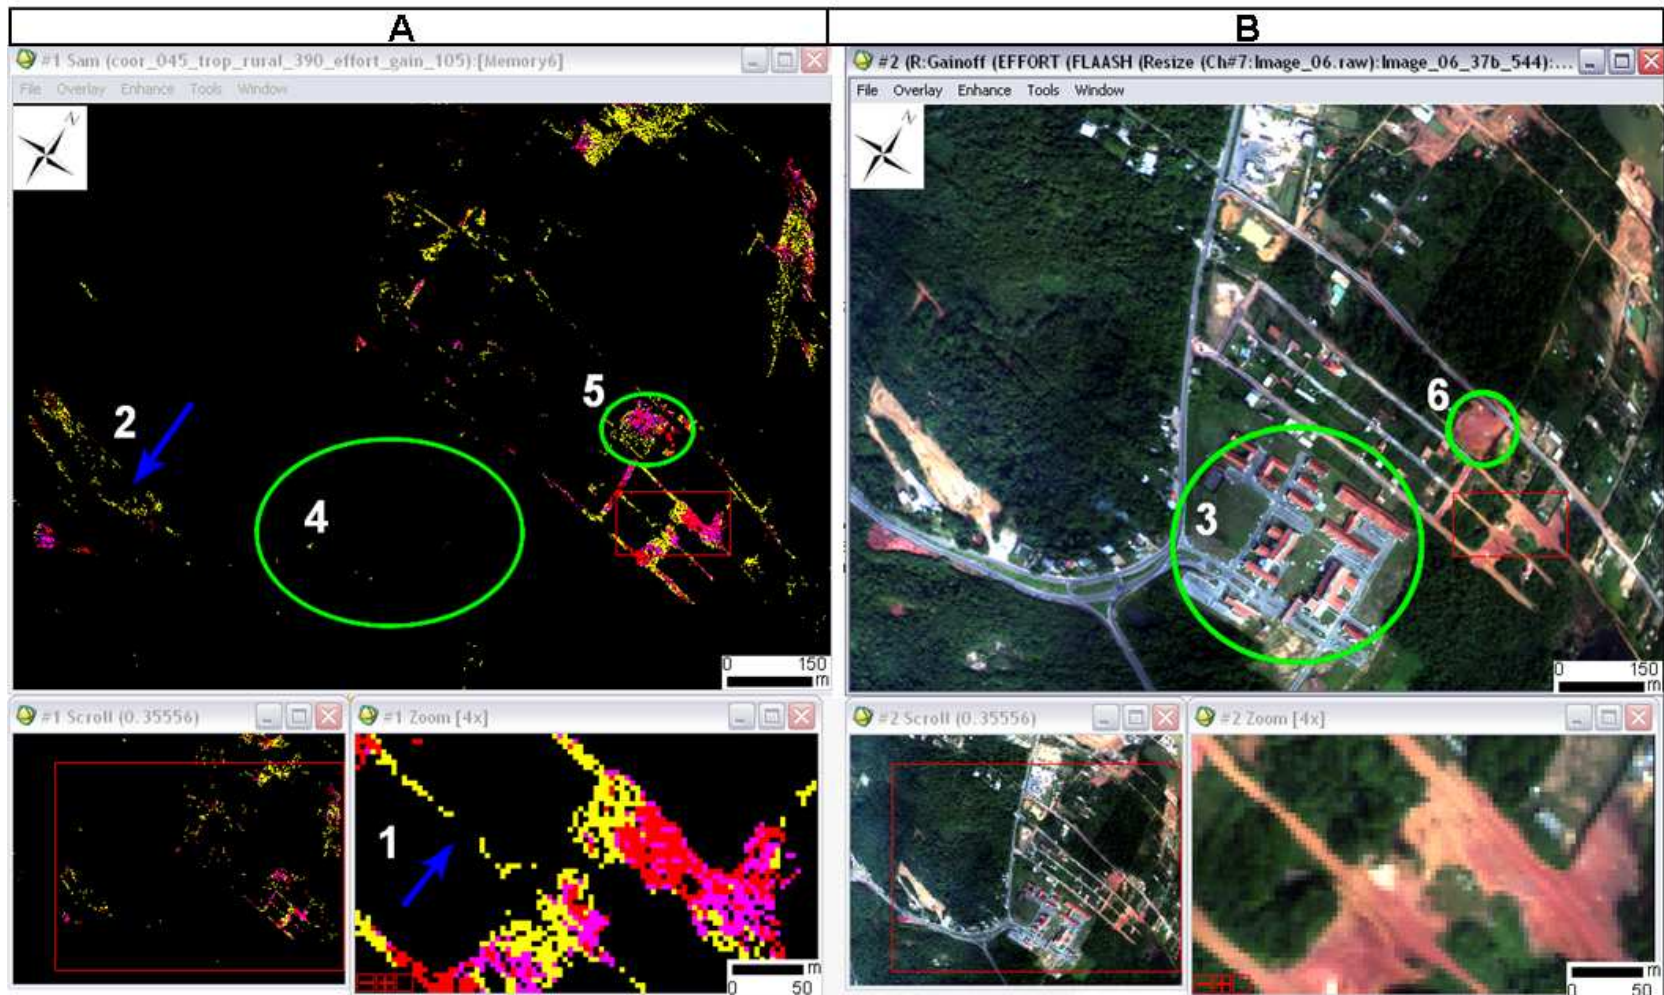 A
B
#1 Sam (coor_045_trop_rural_390_effort_gain_105):[Memory6]
File Overlay Enhance Tools Window
N
2
4
5
0 150
m
#2 (R:Gainoff (EFFORT (FLAASH (Resize (Ch#7:Image_06.raw):Image_06_37b_544):...
File Overlay Enhance Tools Window
N
6
3
0 150
m
#1 Scroll (0.35556)
#1 Zoom [4x]
1
m
0 50
#2 Scroll (0.35556)
#2 Zoom [4x]
m
0 50